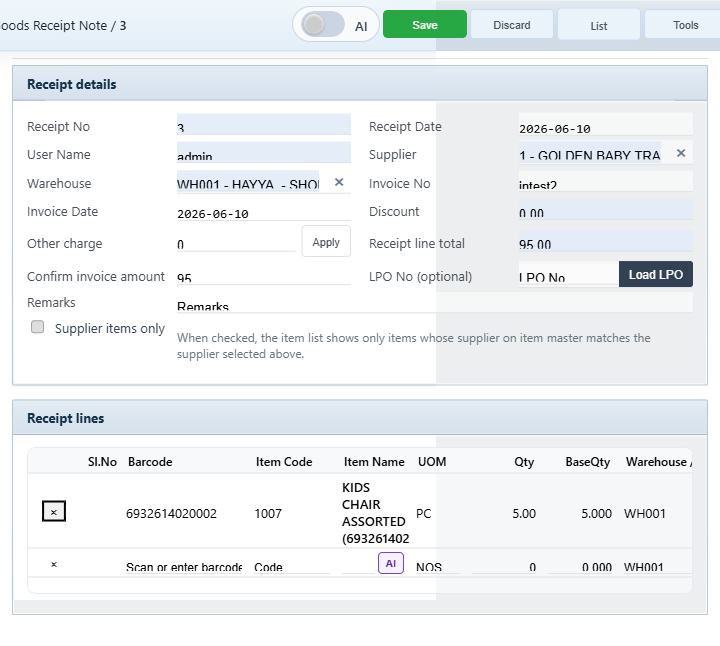 oods Receipt Note / 3
AI
Save
Discard
List
Tools
Receipt details
Receipt No 3
Receipt Date 2026-06-10
User Name admin
Supplier 1 - GOLDEN BABY TRA ×
Warehouse WH001 - HAYYA - SHO ×
Invoice No intest2
Invoice Date 2026-06-10
Discount 0.00
Other charge 0 Apply
Receipt line total 95.00
Confirm invoice amount 95
LPO No (optional) LPO No Load LPO
Remarks Remarks
Supplier items only
When checked, the item list shows only items whose supplier on item master matches the
supplier selected above.
Receipt lines
Sl.No Barcode Item Code Item Name UOM Qty BaseQty Warehouse /
× 6932614020002 1007 KIDS CHAIR ASSORTED (693261402 PC 5.00 5.000 WH001
× Scan or enter barcode Code AI NOS 0 0.000 WH001